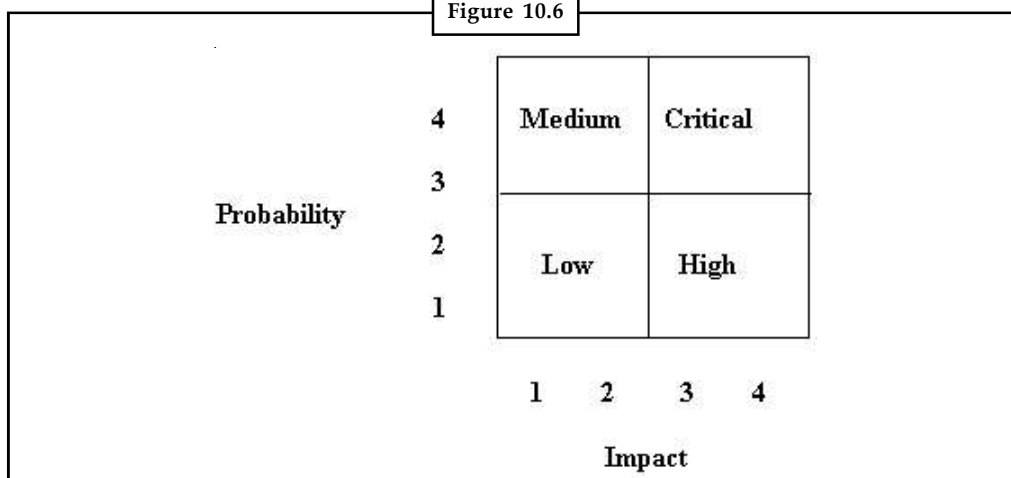 Figure 10.6
4 Medium Critical
3
Probability
2
Low High
1
1 2 3 4
Impact